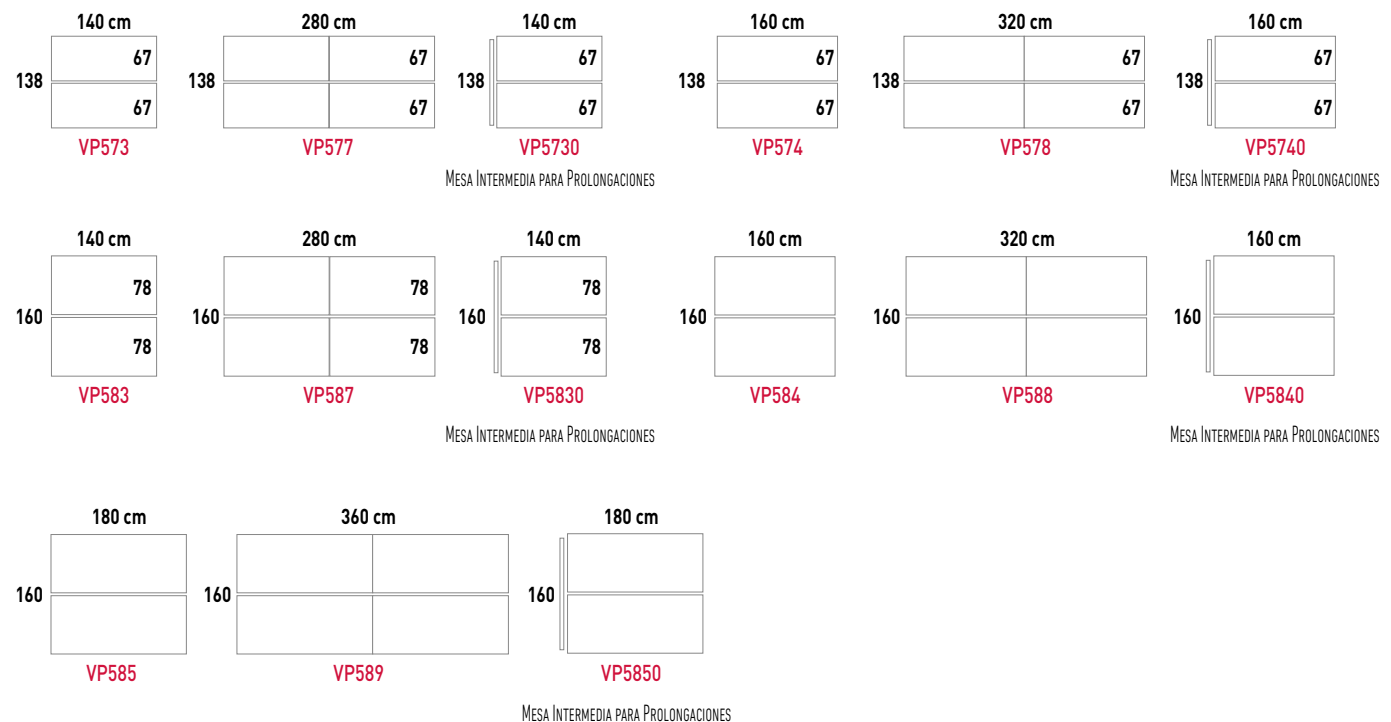 140 cm 280 cm 140 cm 160 cm 320 cm 160 cm
67 67 67 67 67 67
138 138 138 138 138 138
67 67 67 67 67 67
VP573 VP577 VP5730 VP574 VP578 VP5740
Mesa Intermedia para Prolongaciones Mesa Intermedia para Prolongaciones
140 cm 280 cm 140 cm 160 cm 320 cm 160 cm
78 78 78
160 160 160 160 160 160
78 78 78
VP583 VP587 VP5830 VP584 VP588 VP5840
Mesa Intermedia para Prolongaciones Mesa Intermedia para Prolongaciones
180 cm 360 cm 180 cm
160 160 160
VP585 VP589 VP5850
Mesa Intermedia para Prolongaciones